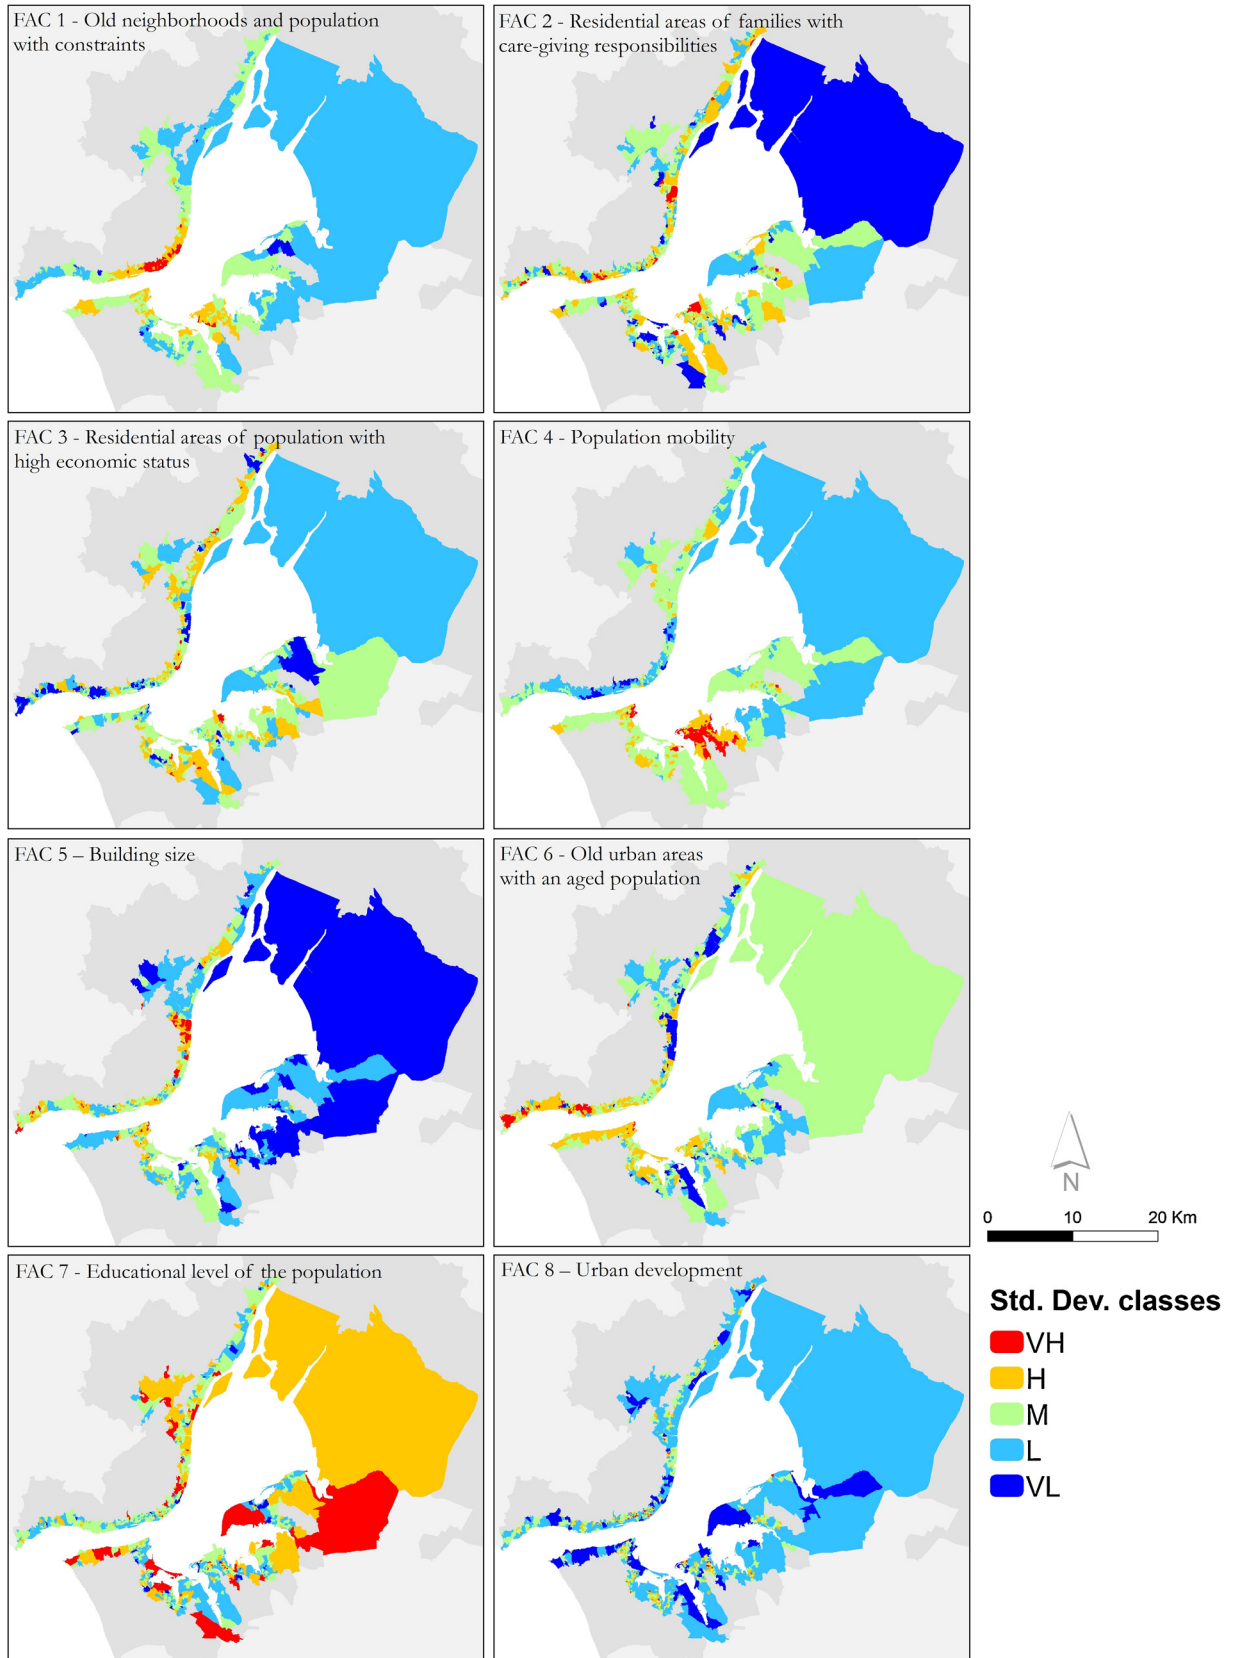 FAC 1 - Old neighborhoods and population
with constraints
FAC 2 - Residential areas of families with
care-giving responsibilities
FAC 3 - Residential areas of population with
high economic status
FAC 4 - Population mobility
FAC 5 – Building size
FAC 6 - Old urban areas
with an aged population
FAC 7 - Educational level of the population
FAC 8 – Urban development
N
0 10 20 Km
Std. Dev. classes
VH
H
M
L
VL